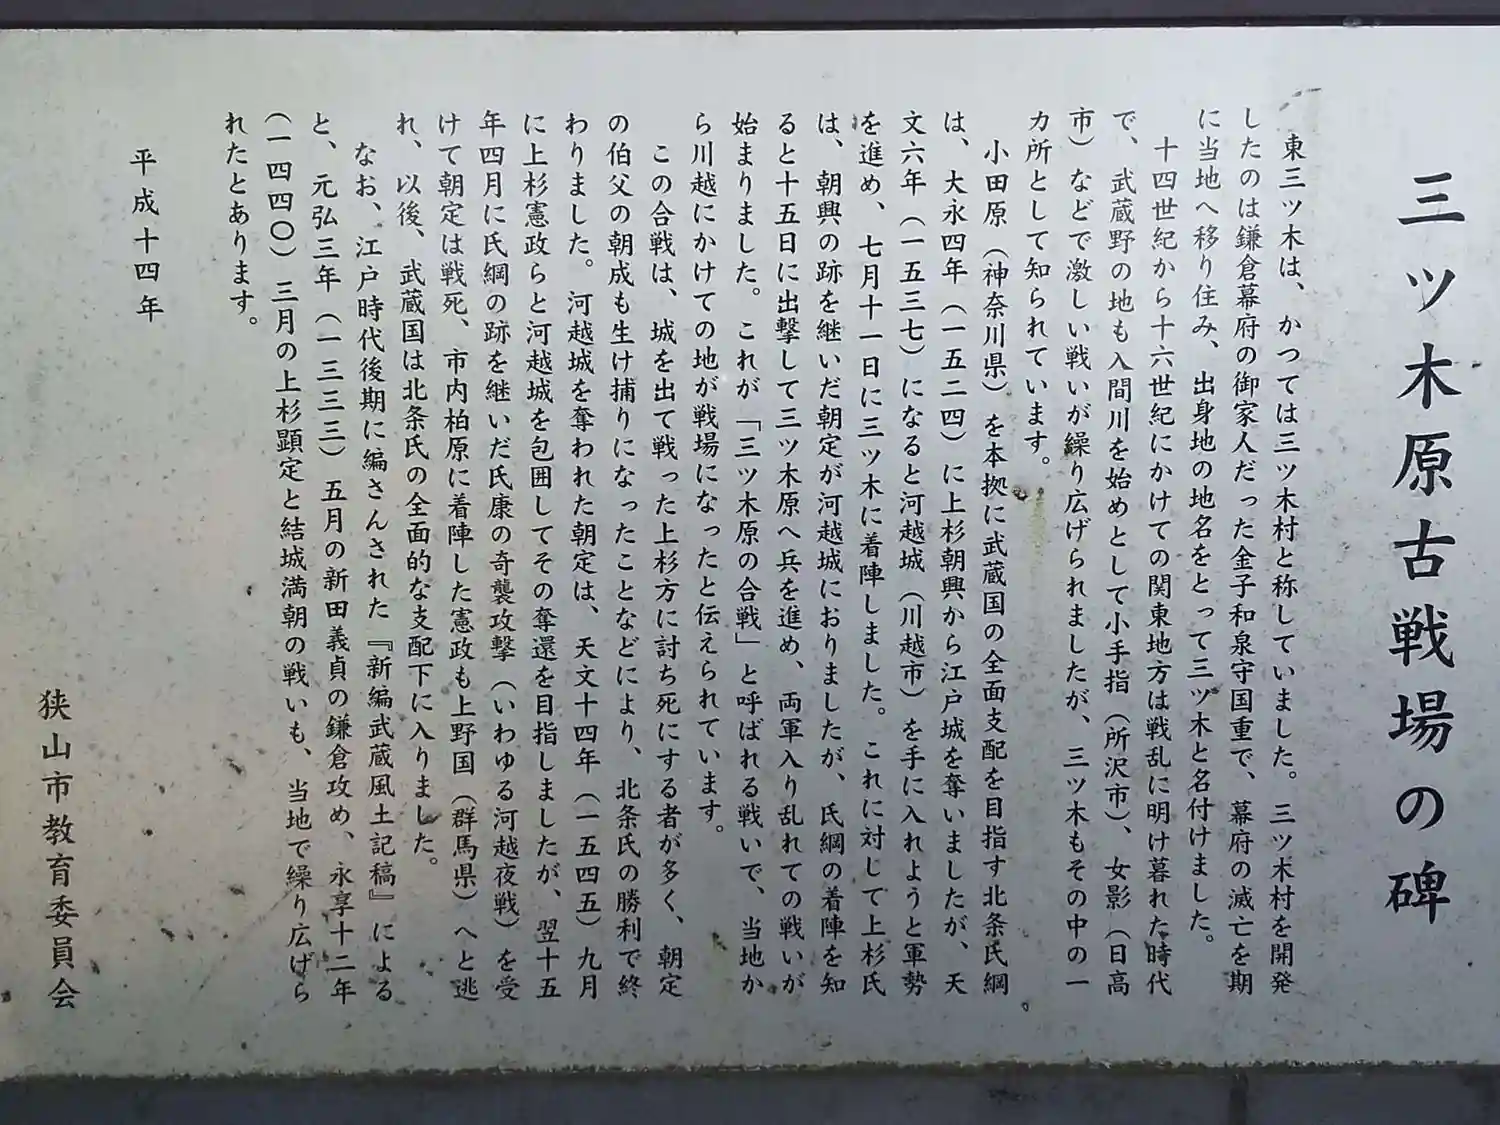 三ツ木原古戦場の碑
東三ツ木は、かつては三ツ木村と称していました。三ツ木村を開発
したのは鎌倉幕府の御家人だった金子和泉守国重で、幕府の滅亡を期
に当地へ移り住み、出身地の地名をとって三ツ木と名付けました。
十四世紀から十六世紀にかけての関東地方は戦乱に明け暮れた時代
で、武蔵野の地も入間川を始めとして小手指（所沢市）、女影（日高
市）などで激しい戦いが繰り広げられましたが、三ツ木もその中の一
カ所として知られています。
小田原（神奈川県）を本拠に武蔵国の全面支配を目指す北条氏綱
は、大永四年（一五二四）に上杉朝興から江戸城を奪いましたが、天
文六年（一五三七）になると河越城（川越市）を手に入れようと軍勢
を進め、七月十一日に三ツ木に着陣しました。これに対して上杉氏
は、朝興の跡を継いだ朝定が河越城におりましたが、氏綱の着陣を知
ると十五日に出撃して三ツ木原へ兵を進め、両軍入り乱れての戦いが
始まりました。これが「三ツ木原の合戦」と呼ばれる戦いで、当地か
ら川越にかけての地が戦場になったと伝えられています。
この合戦は、城を出て戦った上杉方に討ち死にする者が多く、朝定
の伯父の朝成も生け捕りになったことなどにより、北条氏の勝利で終
わりました。河越城を奪われた朝定は、天文十四年（一五四五）九月
に上杉憲政らと河越城を包囲してその奪還を目指しましたが、翌十五
年四月に氏綱の跡を継いだ氏康の奇襲攻撃（いわゆる河越夜戦）を受
けて朝定は戦死、市内柏原に着陣した憲政も上野国（群馬県）へと逃
れ、以後、武蔵国は北条氏の全面的な支配下に入りました。
なお、江戸時代後期に編さんされた『新編武蔵風土記稿』による
と、元弘三年（一三三三）五月の新田義貞の鎌倉攻め、永享十二年
（一四四〇）三月の上杉顕定と結城満朝の戦いも、当地で繰り広げら
れたとあります。
平成十四年
狭山市教育委員会